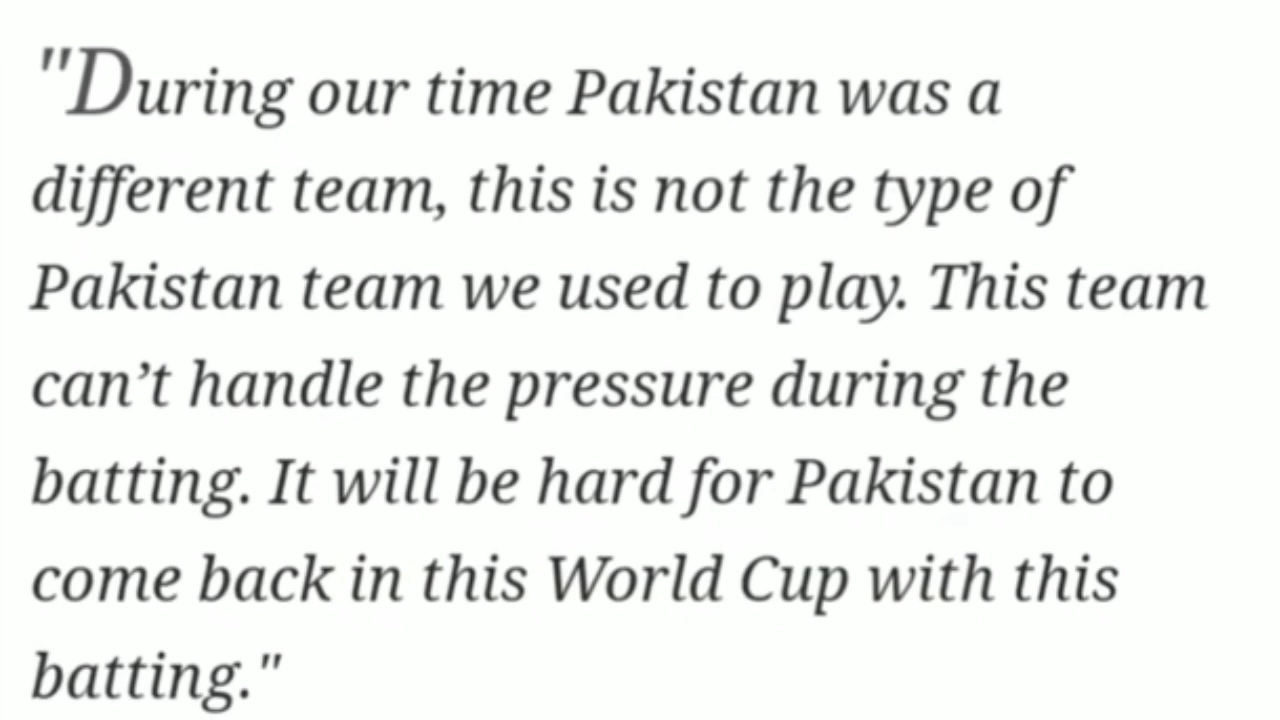 "During our time Pakistan was a
different team, this is not the type of
Pakistan team we used to play. This team
can’t handle the pressure during the
batting. It will be hard for Pakistan to
come back in this World Cup with this
batting."